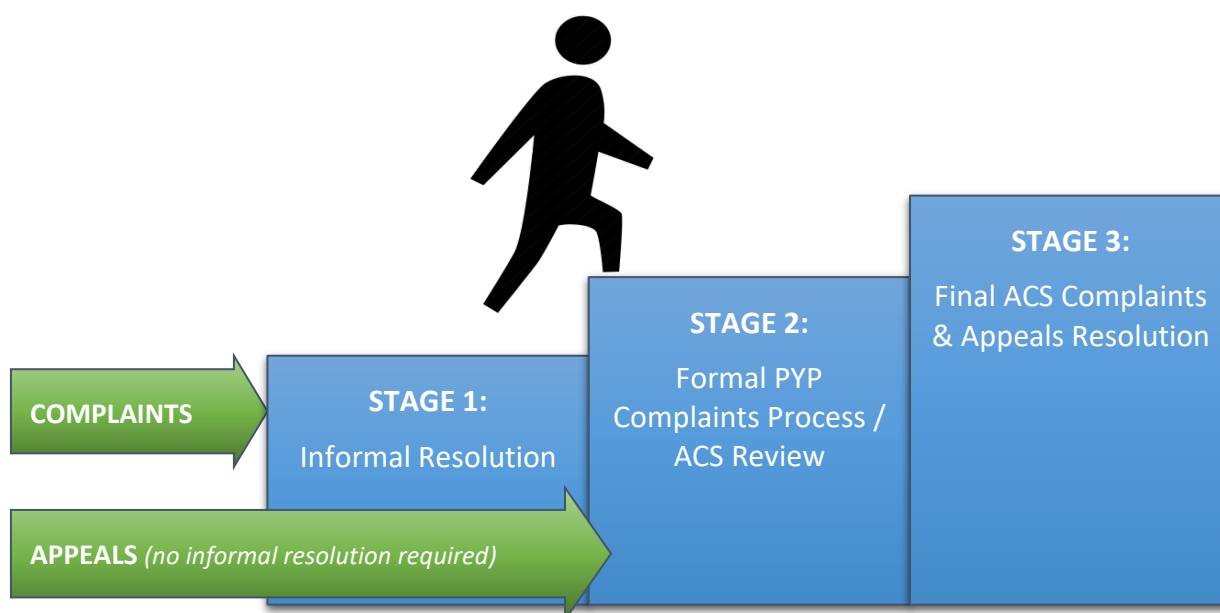 COMPLAINTS
APPEALS (no informal resolution required)
STAGE 1:
Informal Resolution
STAGE 2:
Formal PYP
Complaints Process /
ACS Review
STAGE 3:
Final ACS Complaints
& Appeals Resolution